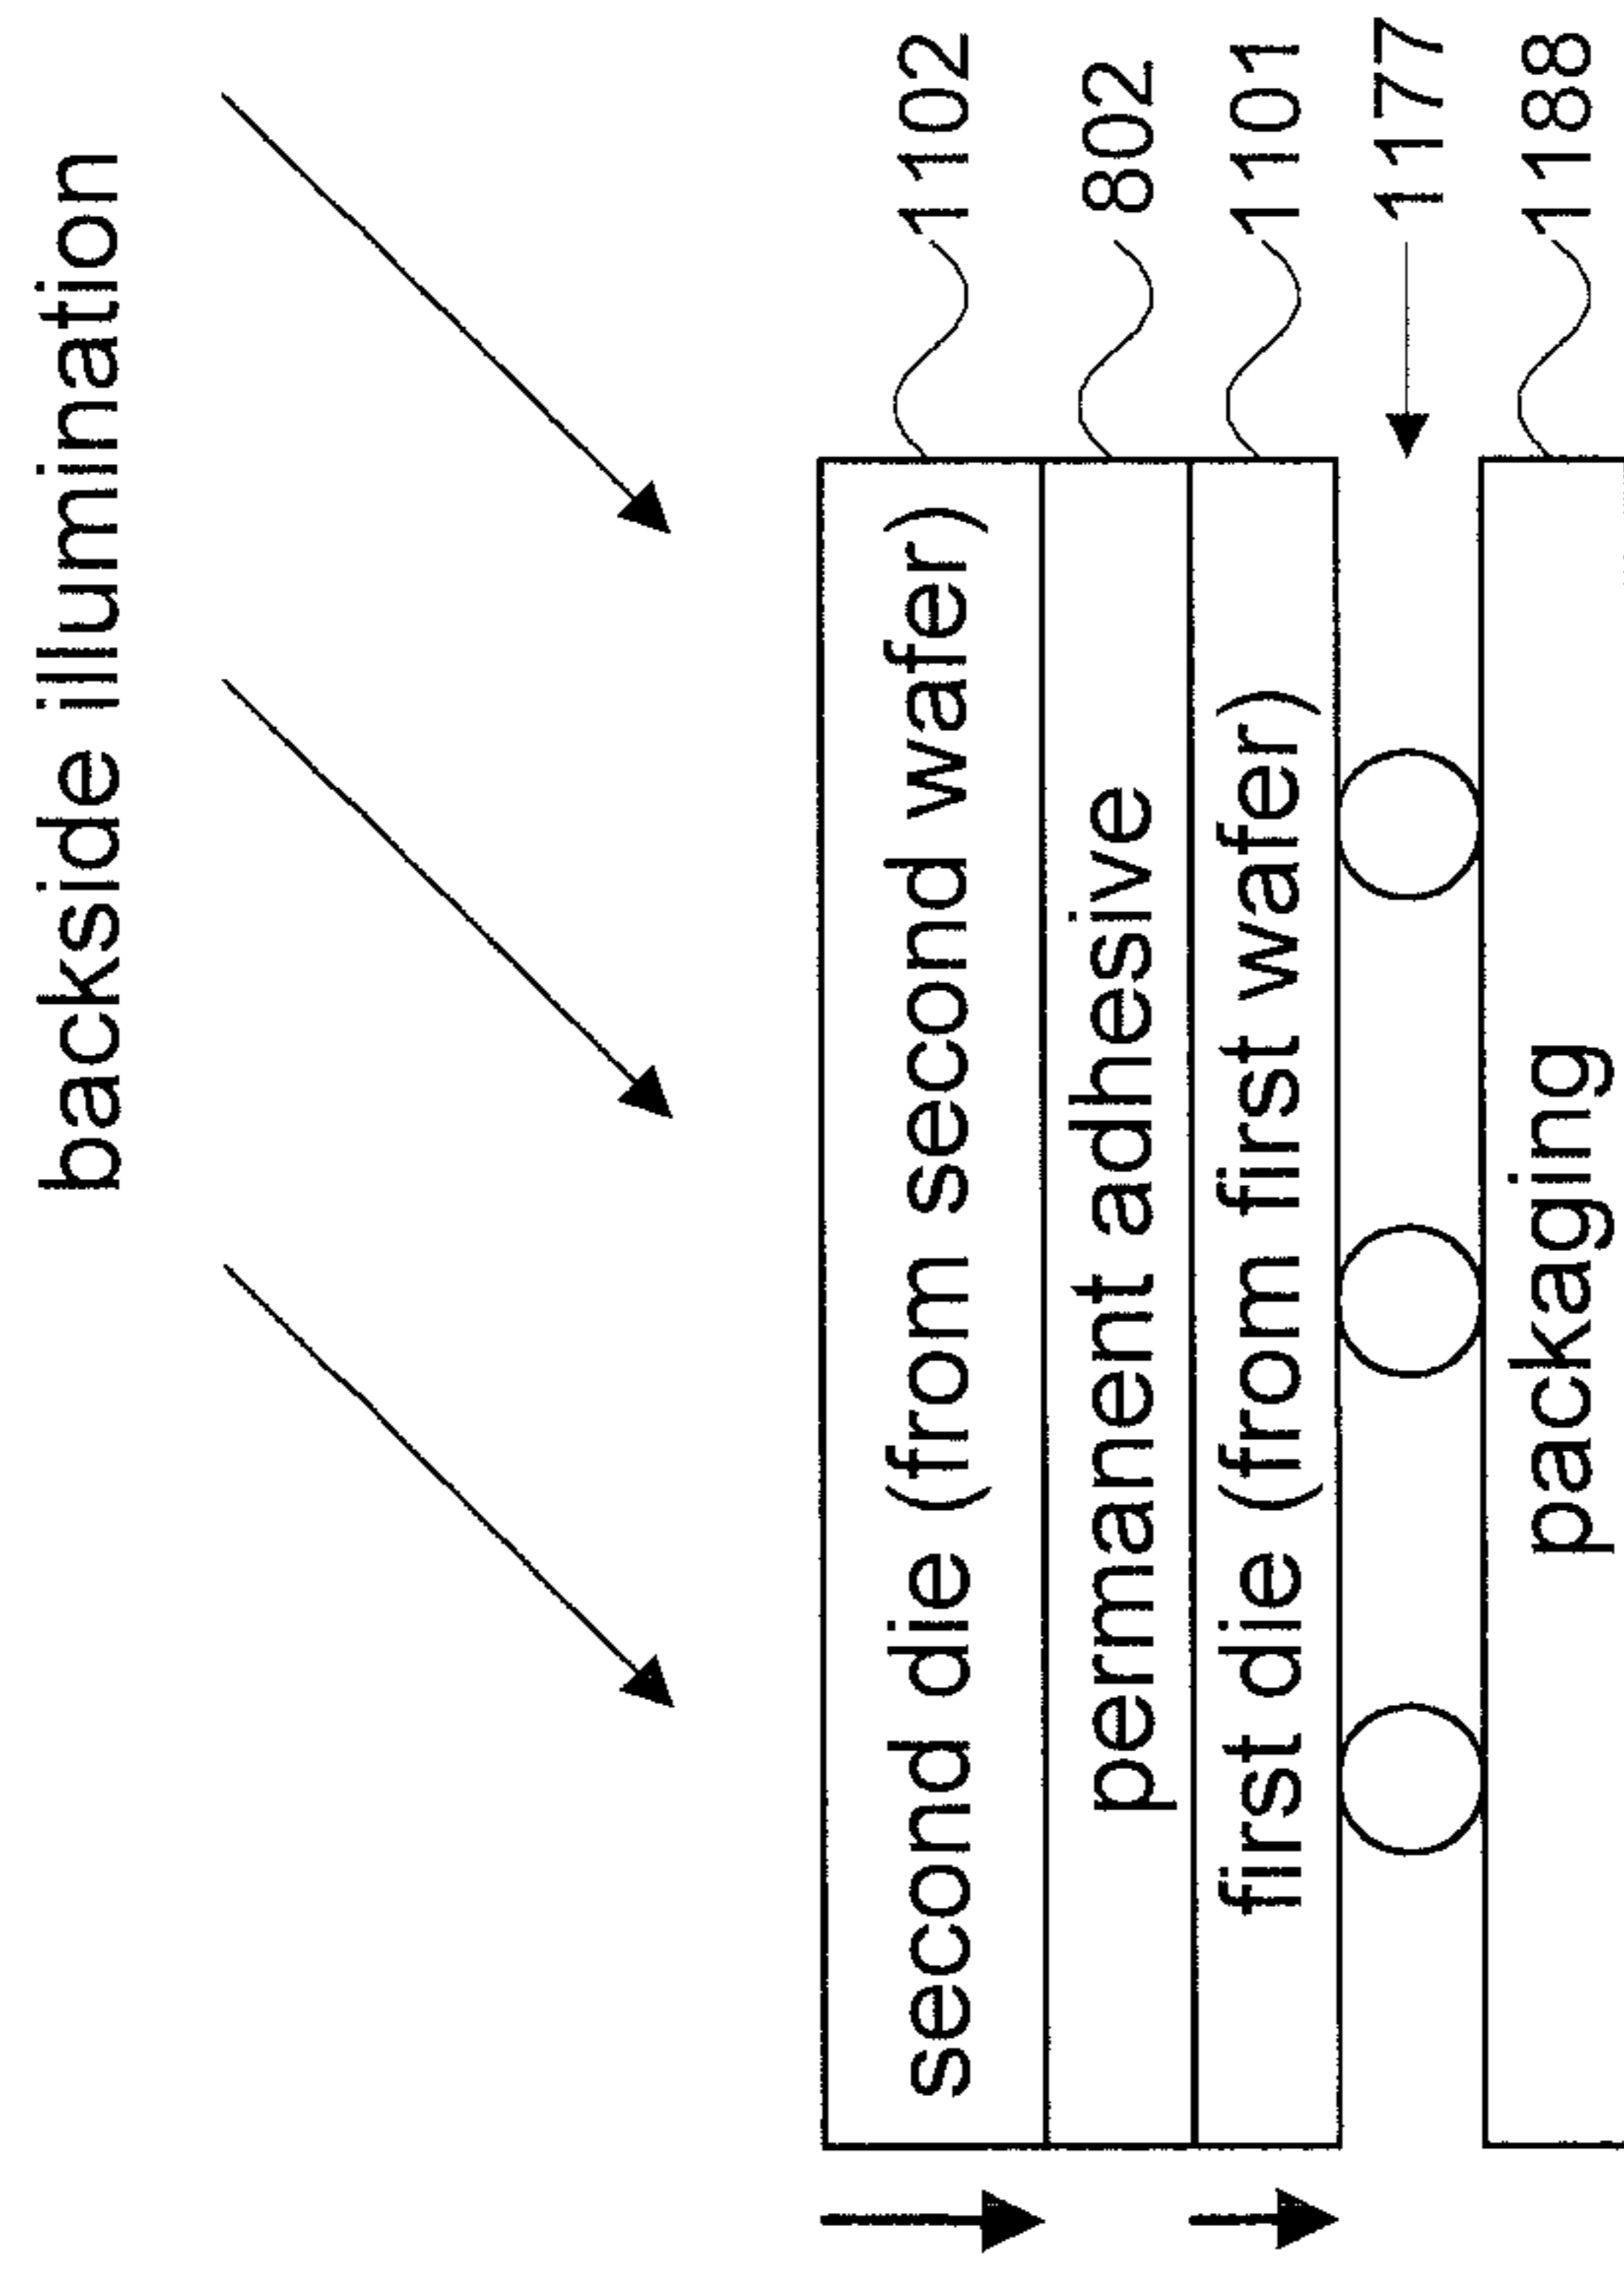 backside illumination
second die (from second wafer)
1102
permanent adhesive
802
first die (from first wafer)
1101
1177
packaging
1188